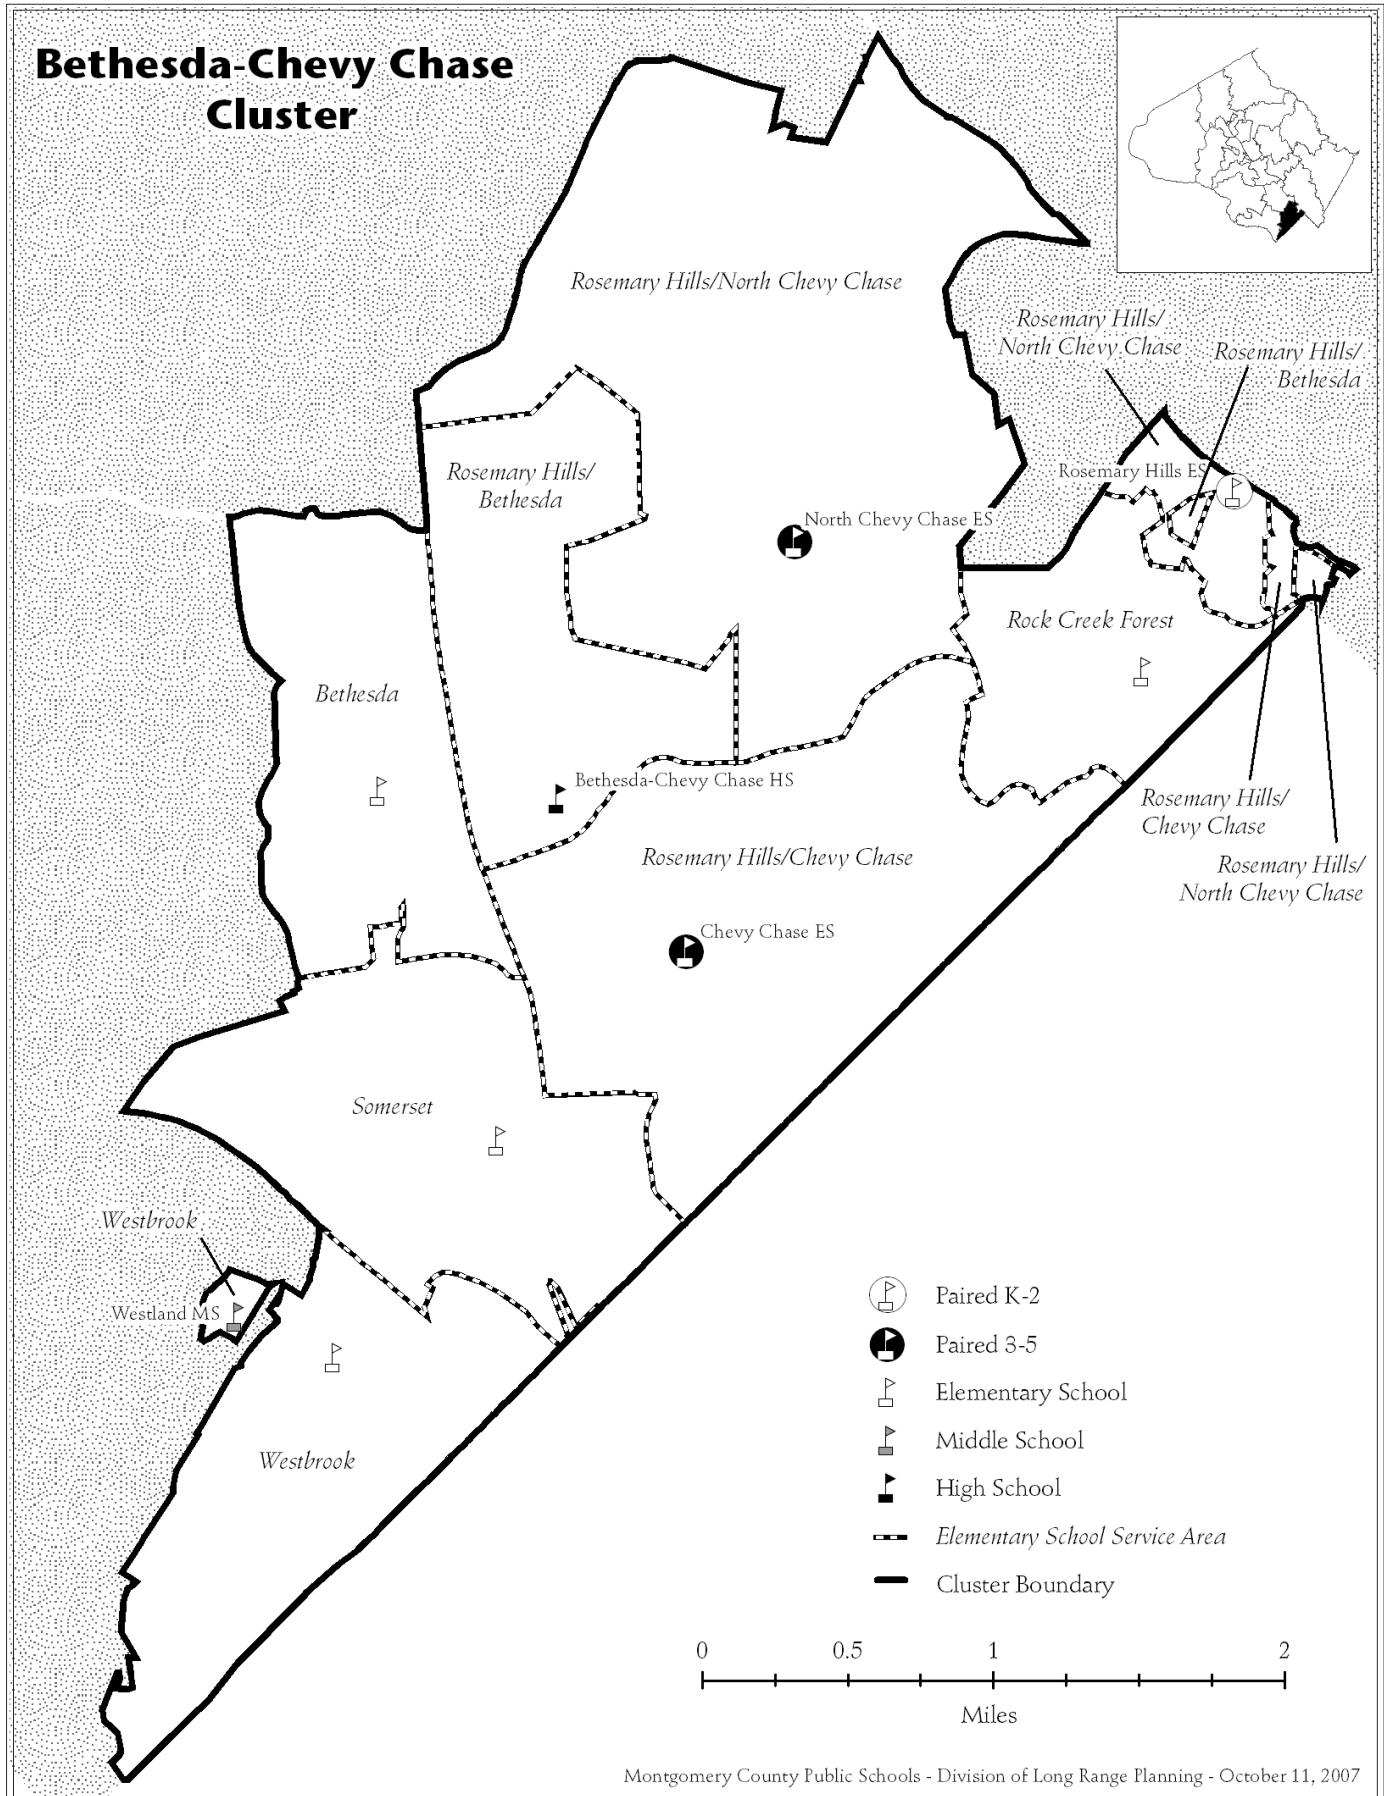 Bethesda-Chevy Chase
Cluster
Rosemary Hills/North Chevy Chase
Rosemary Hills/
North Chevy Chase
Rosemary Hills/
Bethesda
Rosemary Hills/
Bethesda
Rosemary Hills ES
North Chevy Chase ES
Rock Creek Forest
Bethesda
Bethesda-Chevy Chase HS
Rosemary Hills/
Chevy Chase
Rosemary Hills/Chevy Chase
Rosemary Hills/
North Chevy Chase
Chevy Chase ES
Somerset
Westbrook
Westland MS
Westbrook
Paired K-2
Paired 3-5
Elementary School
Middle School
High School
Elementary School Service Area
Cluster Boundary
0 0.5 1 2
Miles
Montgomery County Public Schools - Division of Long Range Planning - October 11, 2007